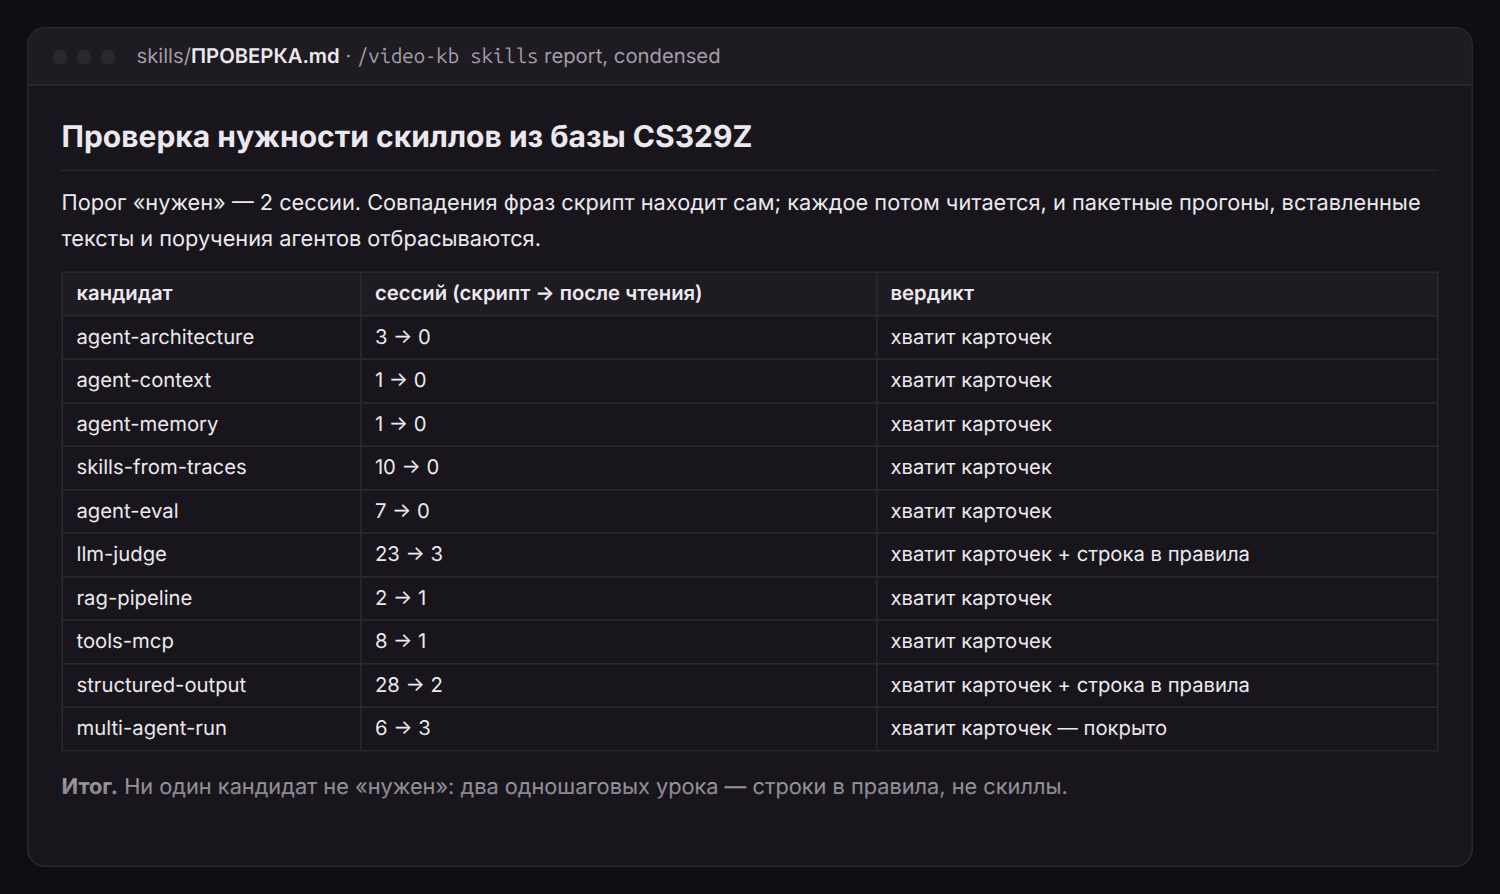 skills/ПРОВЕРКА.md · /video-kb skills report, condensed
Проверка нужности скиллов из базы CS329Z
Порог «нужен» — 2 сессии. Совпадения фраз скрипт находит сам; каждое потом читается, и пакетные прогоны, вставленные
тексты и поручения агентов отбрасываются.
кандидат сессий (скрипт → после чтения) вердикт
agent-architecture 3 → 0 хватит карточек
agent-context 1 → 0 хватит карточек
agent-memory 1 → 0 хватит карточек
skills-from-traces 10 → 0 хватит карточек
agent-eval 7 → 0 хватит карточек
llm-judge 23 → 3 хватит карточек + строка в правила
rag-pipeline 2 → 1 хватит карточек
tools-mcp 8 → 1 хватит карточек
structured-output 28 → 2 хватит карточек + строка в правила
multi-agent-run 6 → 3 хватит карточек — покрыто
Итог. Ни один кандидат не «нужен»: два одношаговых урока — строки в правила, не скиллы.